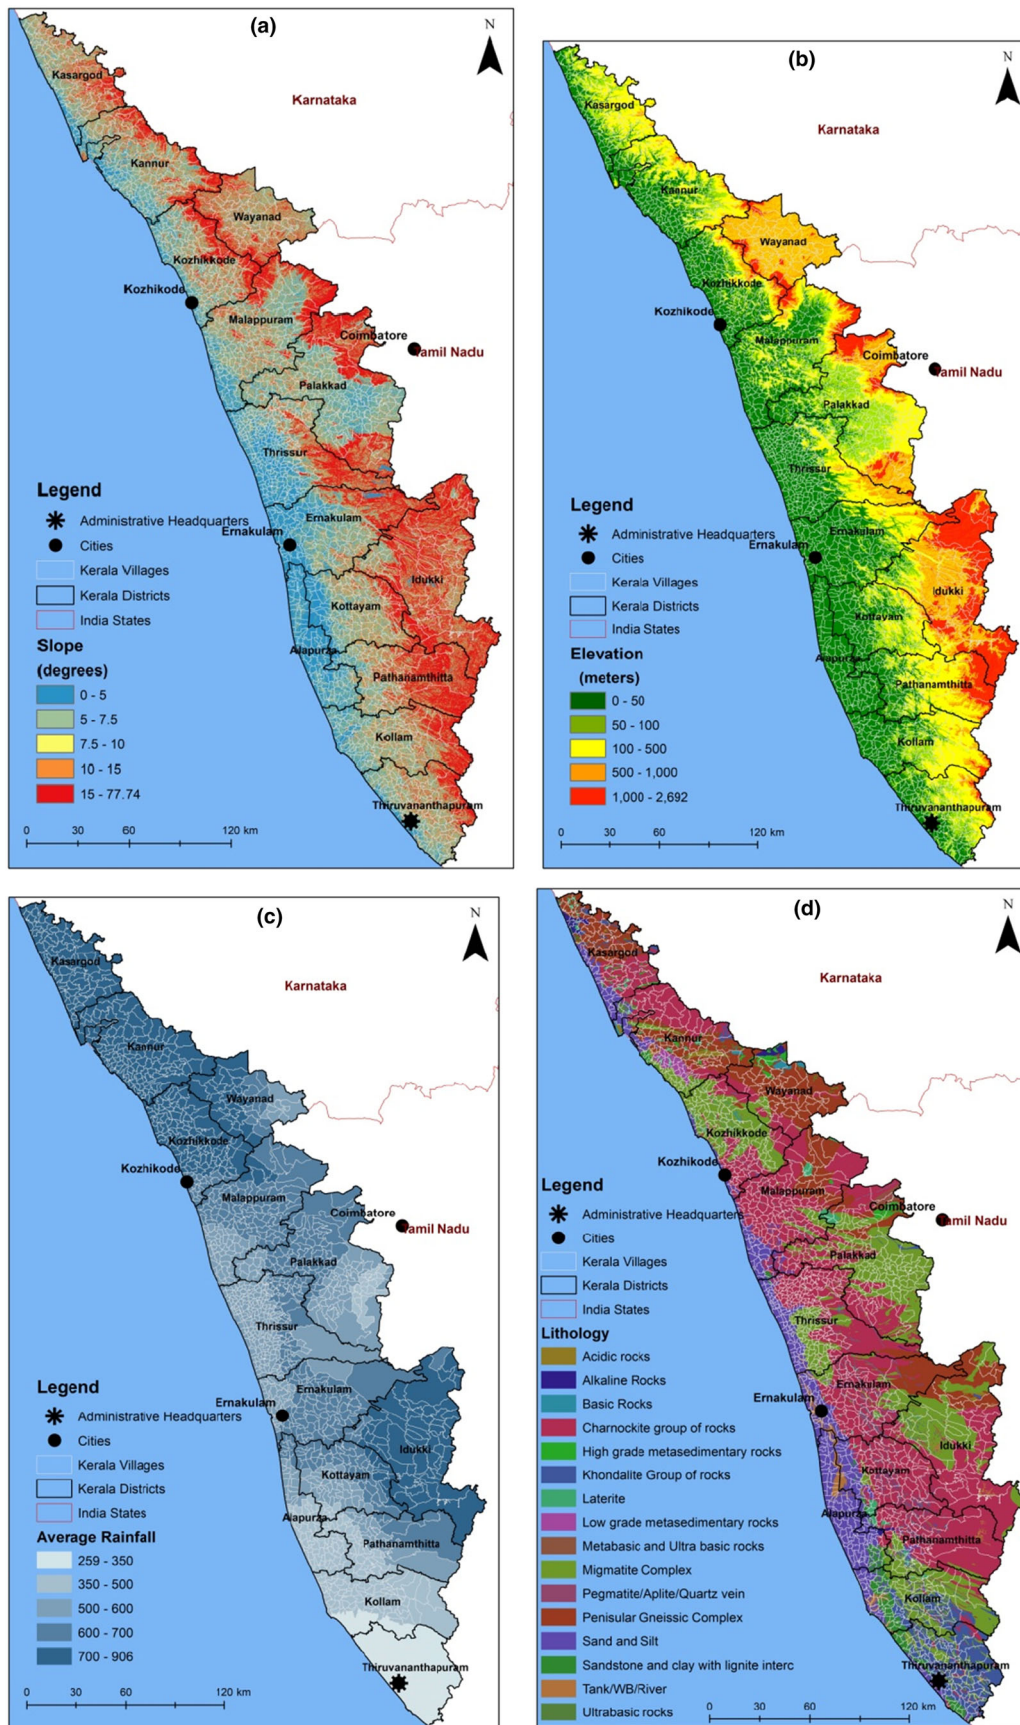 (a)
N
Kasargod
Karnataka
Kannur
Wayanad
Kozhikkode
Kozhikode
Malappuram
Coimbatore
Tamil Nadu
Palakkad
Thrissur
Legend
Administrative Headquarters
Ernakulam
Ernakulam
Cities
Kerala Villages
Idukki
Kerala Districts
Kottayam
India States
Slope
Alapurza
(degrees)
Pathanamthitta
0 - 5
5 - 7.5
Kollam
7.5 - 10
10 - 15
15 - 77.74
Thiruvananthapuram
0 30 60 120 km
(b)
N
Kasargod
Karnataka
Kannur
Wayanad
Kozhikkode
Kozhikode
Malappuram
Coimbatore
Tamil Nadu
Palakkad
Thrissur
Legend
Administrative Headquarters
Ernakulam
Ernakulam
Cities
Kerala Villages
Idukki
Kerala Districts
Kottayam
India States
Elevation
Alapurza
(meters)
Pathanamthitta
0 - 50
50 - 100
100 - 500
Kollam
500 - 1,000
1,000 - 2,692
Thiruvananthapuram
0 30 60 120 km
(c)
N
Kasargod
Karnataka
Kannur
Wayanad
Kozhikkode
Kozhikode
Malappuram
Coimbatore
Tamil Nadu
Palakkad
Thrissur
Legend
Ernakulam
Ernakulam
Administrative Headquarters
Cities
Idukki
Kerala Villages
Kottayam
Kerala Districts
India States
Alapurza
Average Rainfall
Pathanamthitta
259 - 350
350 - 500
Kollam
500 - 600
600 - 700
700 - 906
Thiruvananthapuram
0 30 60 120 km
(d)
N
Kasargod
Karnataka
Kannur
Wayanad
Kozhikkode
Kozhikode
Legend
Malappuram
Coimbatore
Administrative Headquarters
Tamil Nadu
Cities
Palakkad
Kerala Villages
Kerala Districts
India States
Thrissur
Lithology
Acidic rocks
Alkaline Rocks
Ernakulam
Ernakulam
Basic Rocks
Charnockite group of rocks
High grade metasedimentary rocks
Idukki
Khondalite Group of rocks
Kottayam
Laterite
Alapurza
Low grade metasedimentary rocks
Pathanamthitta
Metabasic and Ultra basic rocks
Migmatite Complex
Pegmatite/Aplite/Quartz vein
Kollam
Penisular Gneissic Complex
Sand and Silt
Sandstone and clay with lignite interc
Thiruvananthapuram
Tank/WB/River
Ultrabasic rocks
0 30 60 120 km